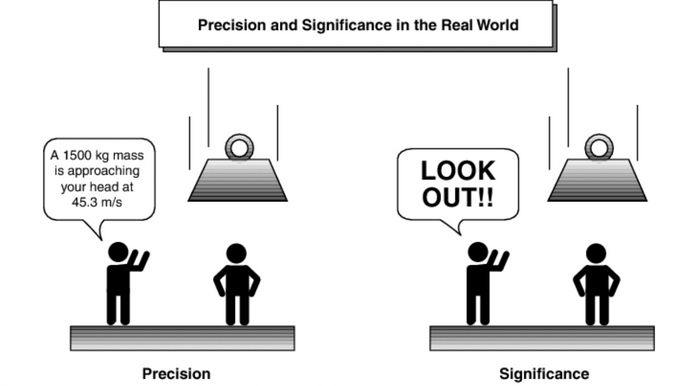 Precision and Significance in the Real World
A 1500 kg mass
is approaching
your head at
45.3 m/s
LOOK
OUT!!
Precision
Significance